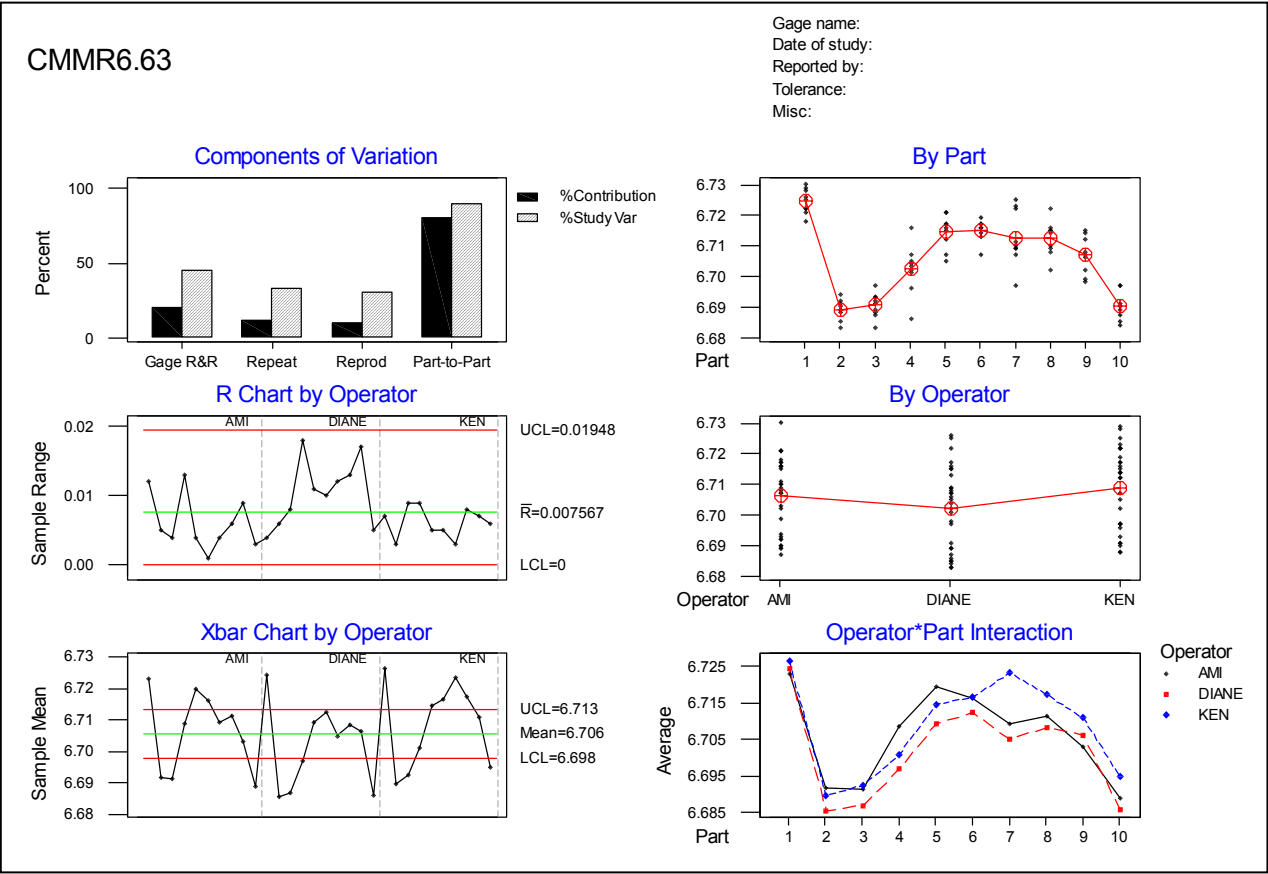 CMMR6.63
Gage name:
Date of study:
Reported by:
Tolerance:
Misc:
Components of Variation
100
50
0
Percent
Gage R&R Repeat Reprod Part-to-Part
%Contribution
%Study Var
By Part
6.73
6.72
6.71
6.70
6.69
6.68
Part 1 2 3 4 5 6 7 8 9 10
R Chart by Operator
AMI DIANE KEN
0.02
0.01
0.00
Sample Range
UCL=0.01948
R̅=0.007567
LCL=0
By Operator
6.73
6.72
6.71
6.70
6.69
6.68
Operator AMI DIANE KEN
Xbar Chart by Operator
AMI DIANE KEN
6.73
6.72
6.71
6.70
6.69
6.68
Sample Mean
UCL=6.713
Mean=6.706
LCL=6.698
Operator*Part Interaction
6.725
6.715
6.705
6.695
6.685
Average
Part 1 2 3 4 5 6 7 8 9 10
Operator
AMI
DIANE
KEN